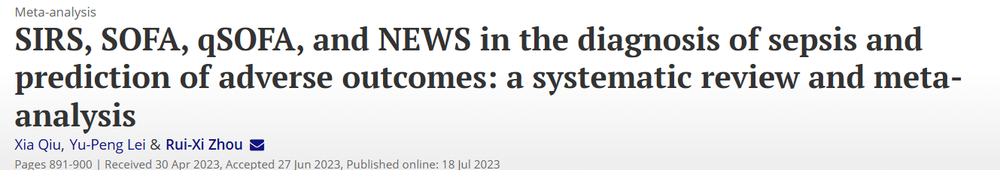 Meta-analysis
SIRS, SOFA, qSOFA, and NEWS in the diagnosis of sepsis and
prediction of adverse outcomes: a systematic review and meta-
analysis
Xia Qiu, Yu-Peng Lei & Rui-Xi Zhou
Pages 891-900 | Received 30 Apr 2023, Accepted 27 Jun 2023, Published online: 18 Jul 2023